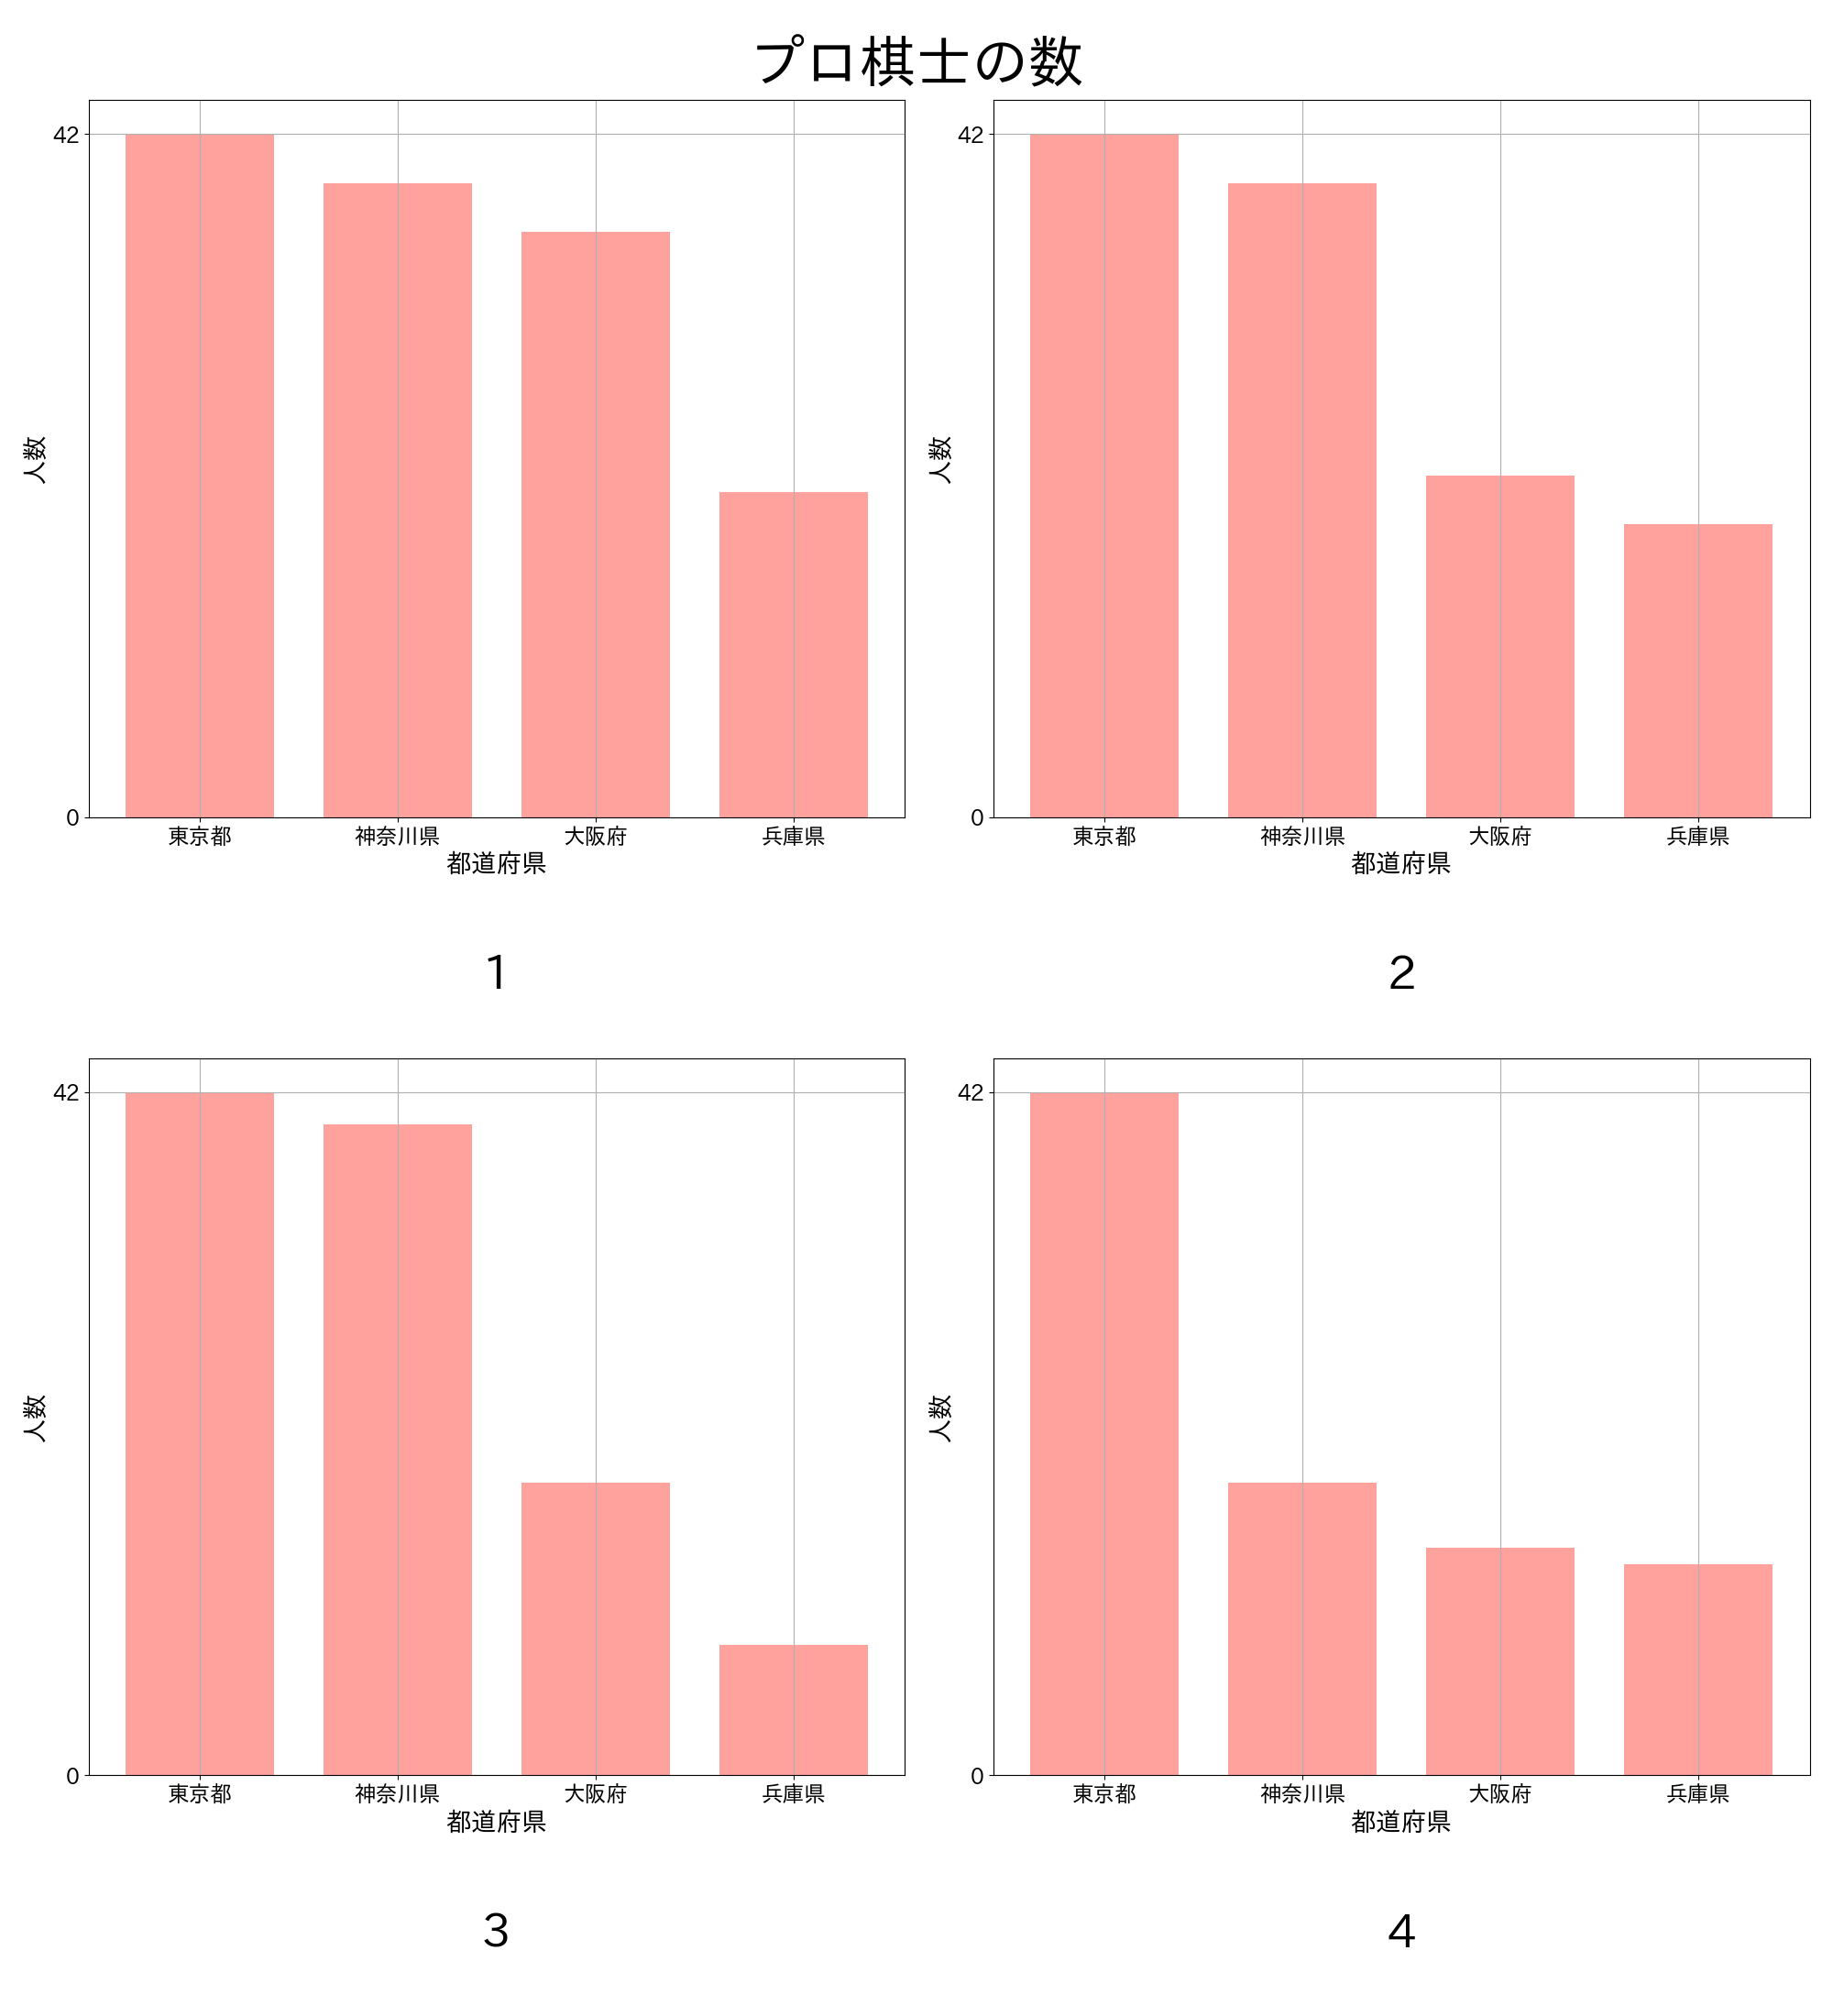 プロ棋士の数
42
人数
0
東京都 神奈川県 大阪府 兵庫県
都道府県
1
42
人数
0
東京都 神奈川県 大阪府 兵庫県
都道府県
2
42
人数
0
東京都 神奈川県 大阪府 兵庫県
都道府県
3
42
人数
0
東京都 神奈川県 大阪府 兵庫県
都道府県
4